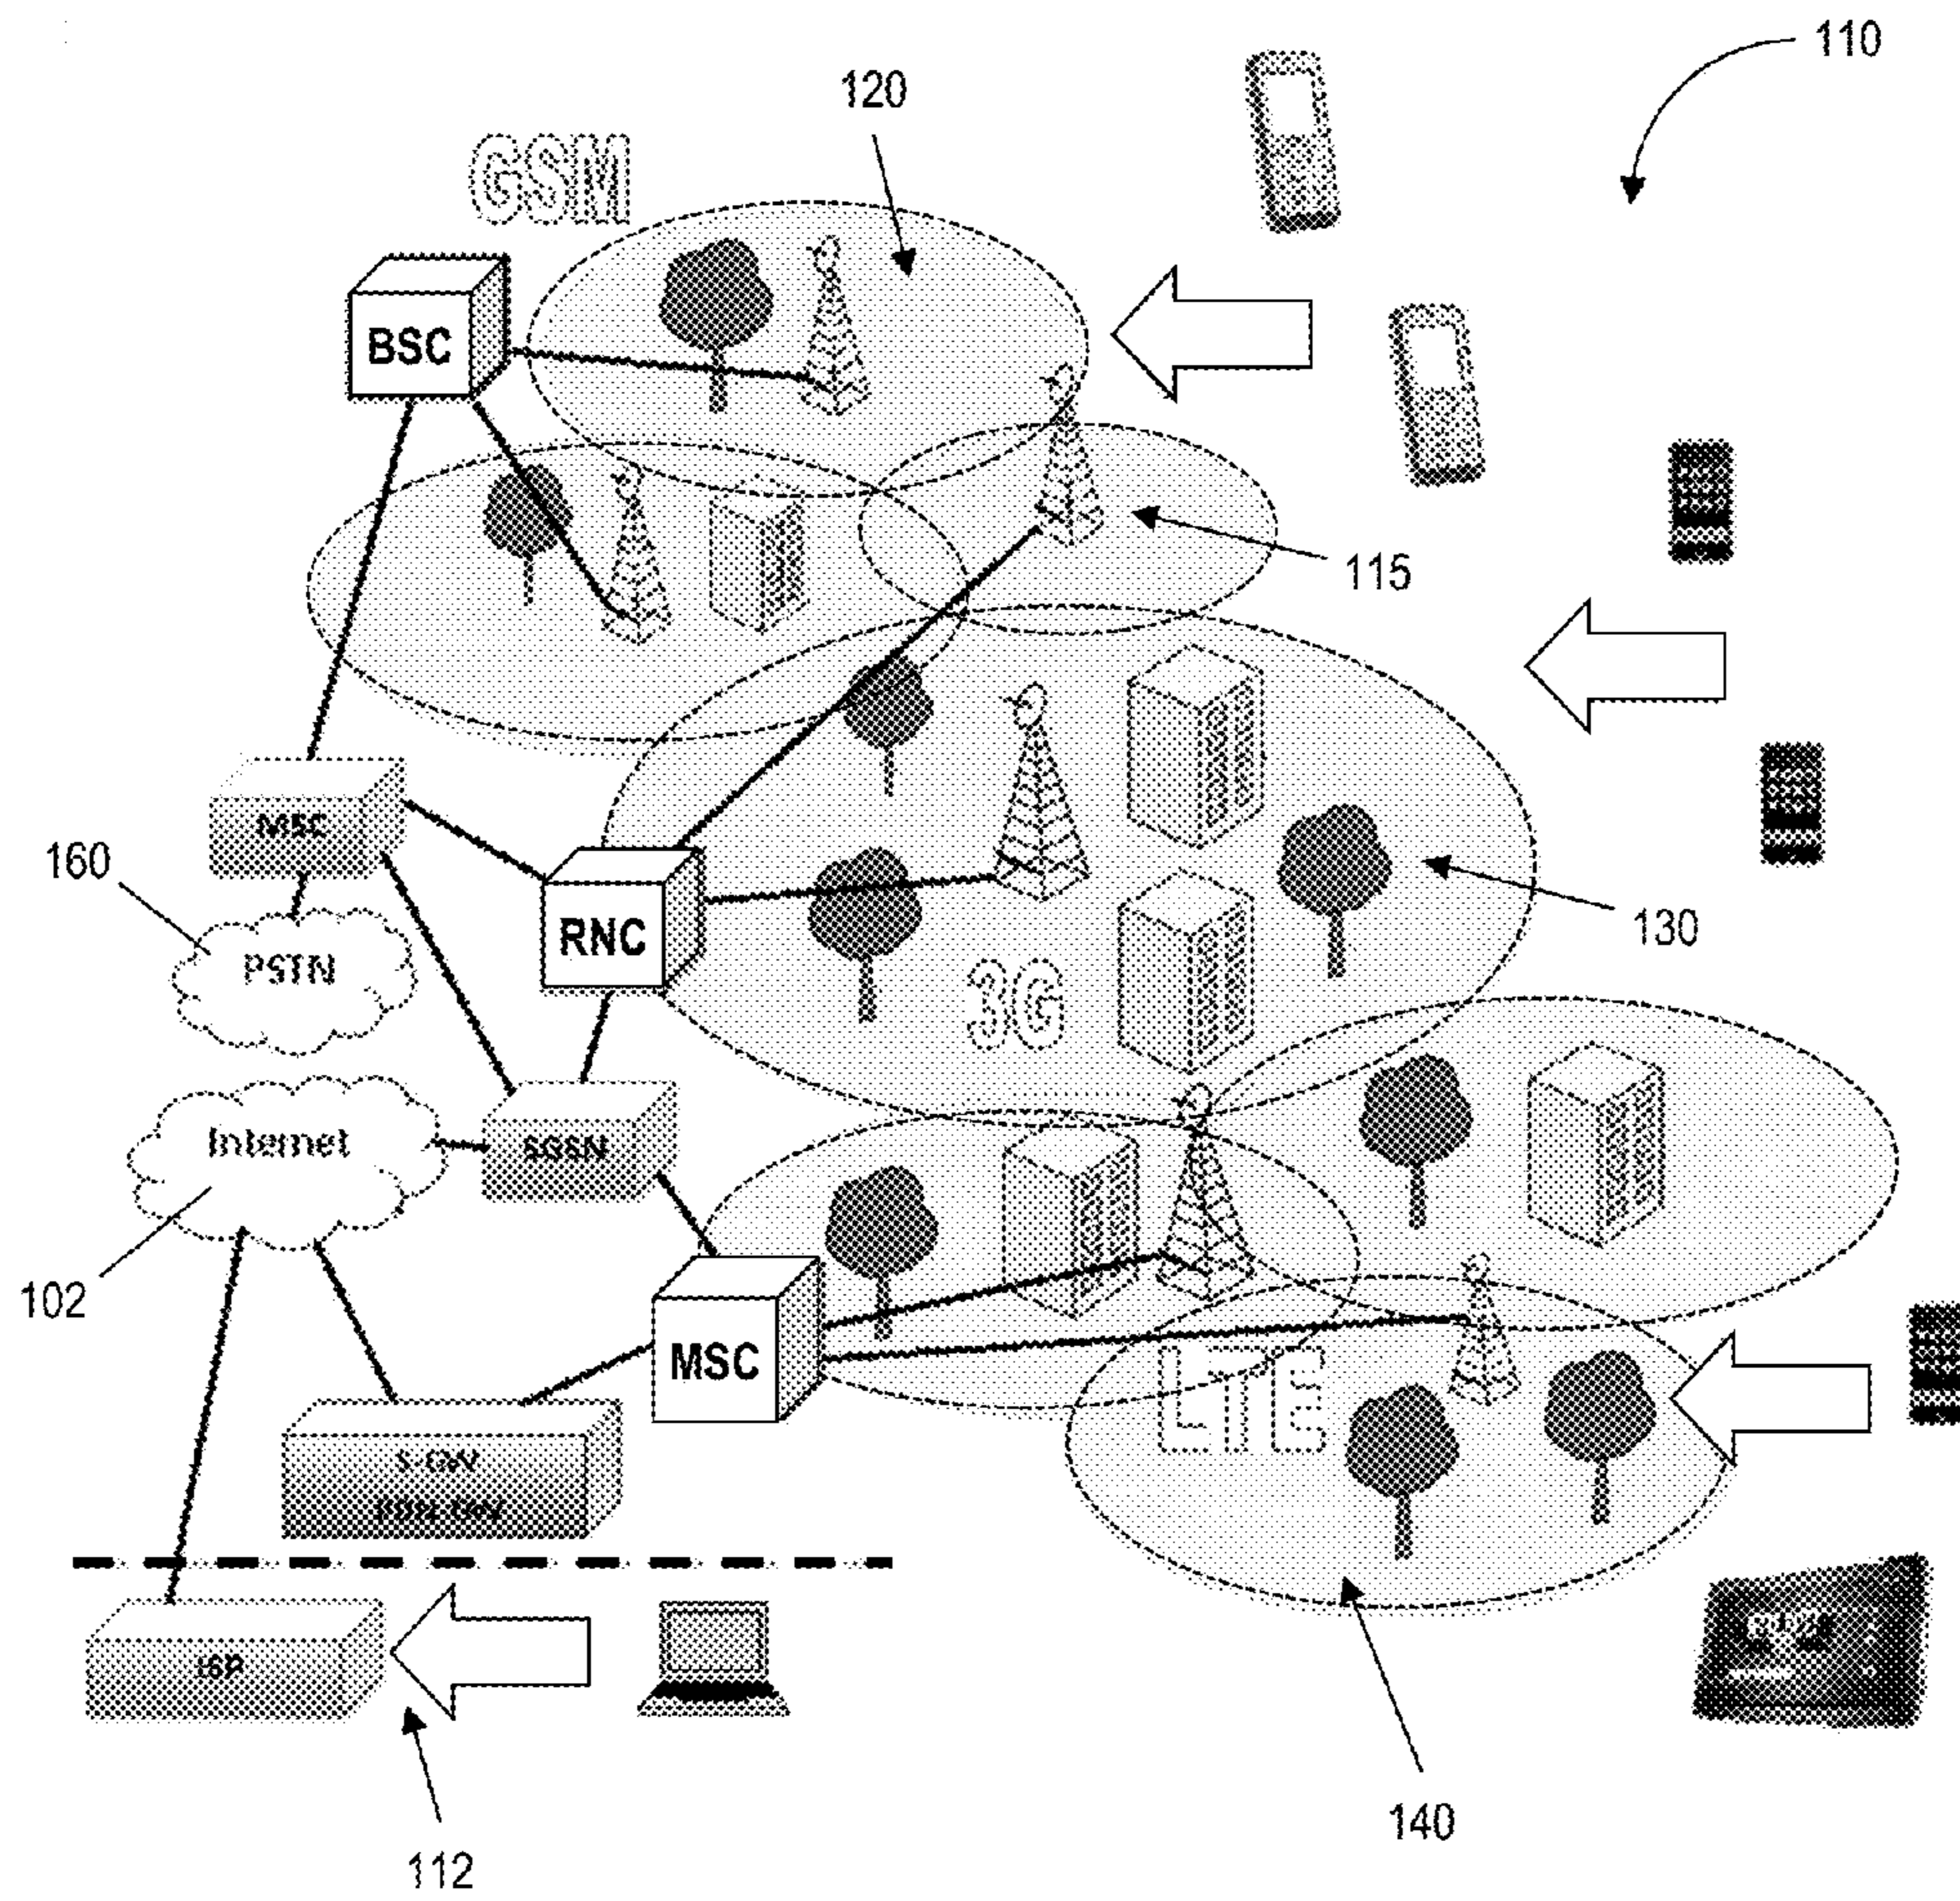 110
120
GSM
BSC
115
MSC
160
RNC
130
PSTN
3G
Internet
SGSN
102
MSC
LTE
S-GW
PDN-GW
ISP
140
112